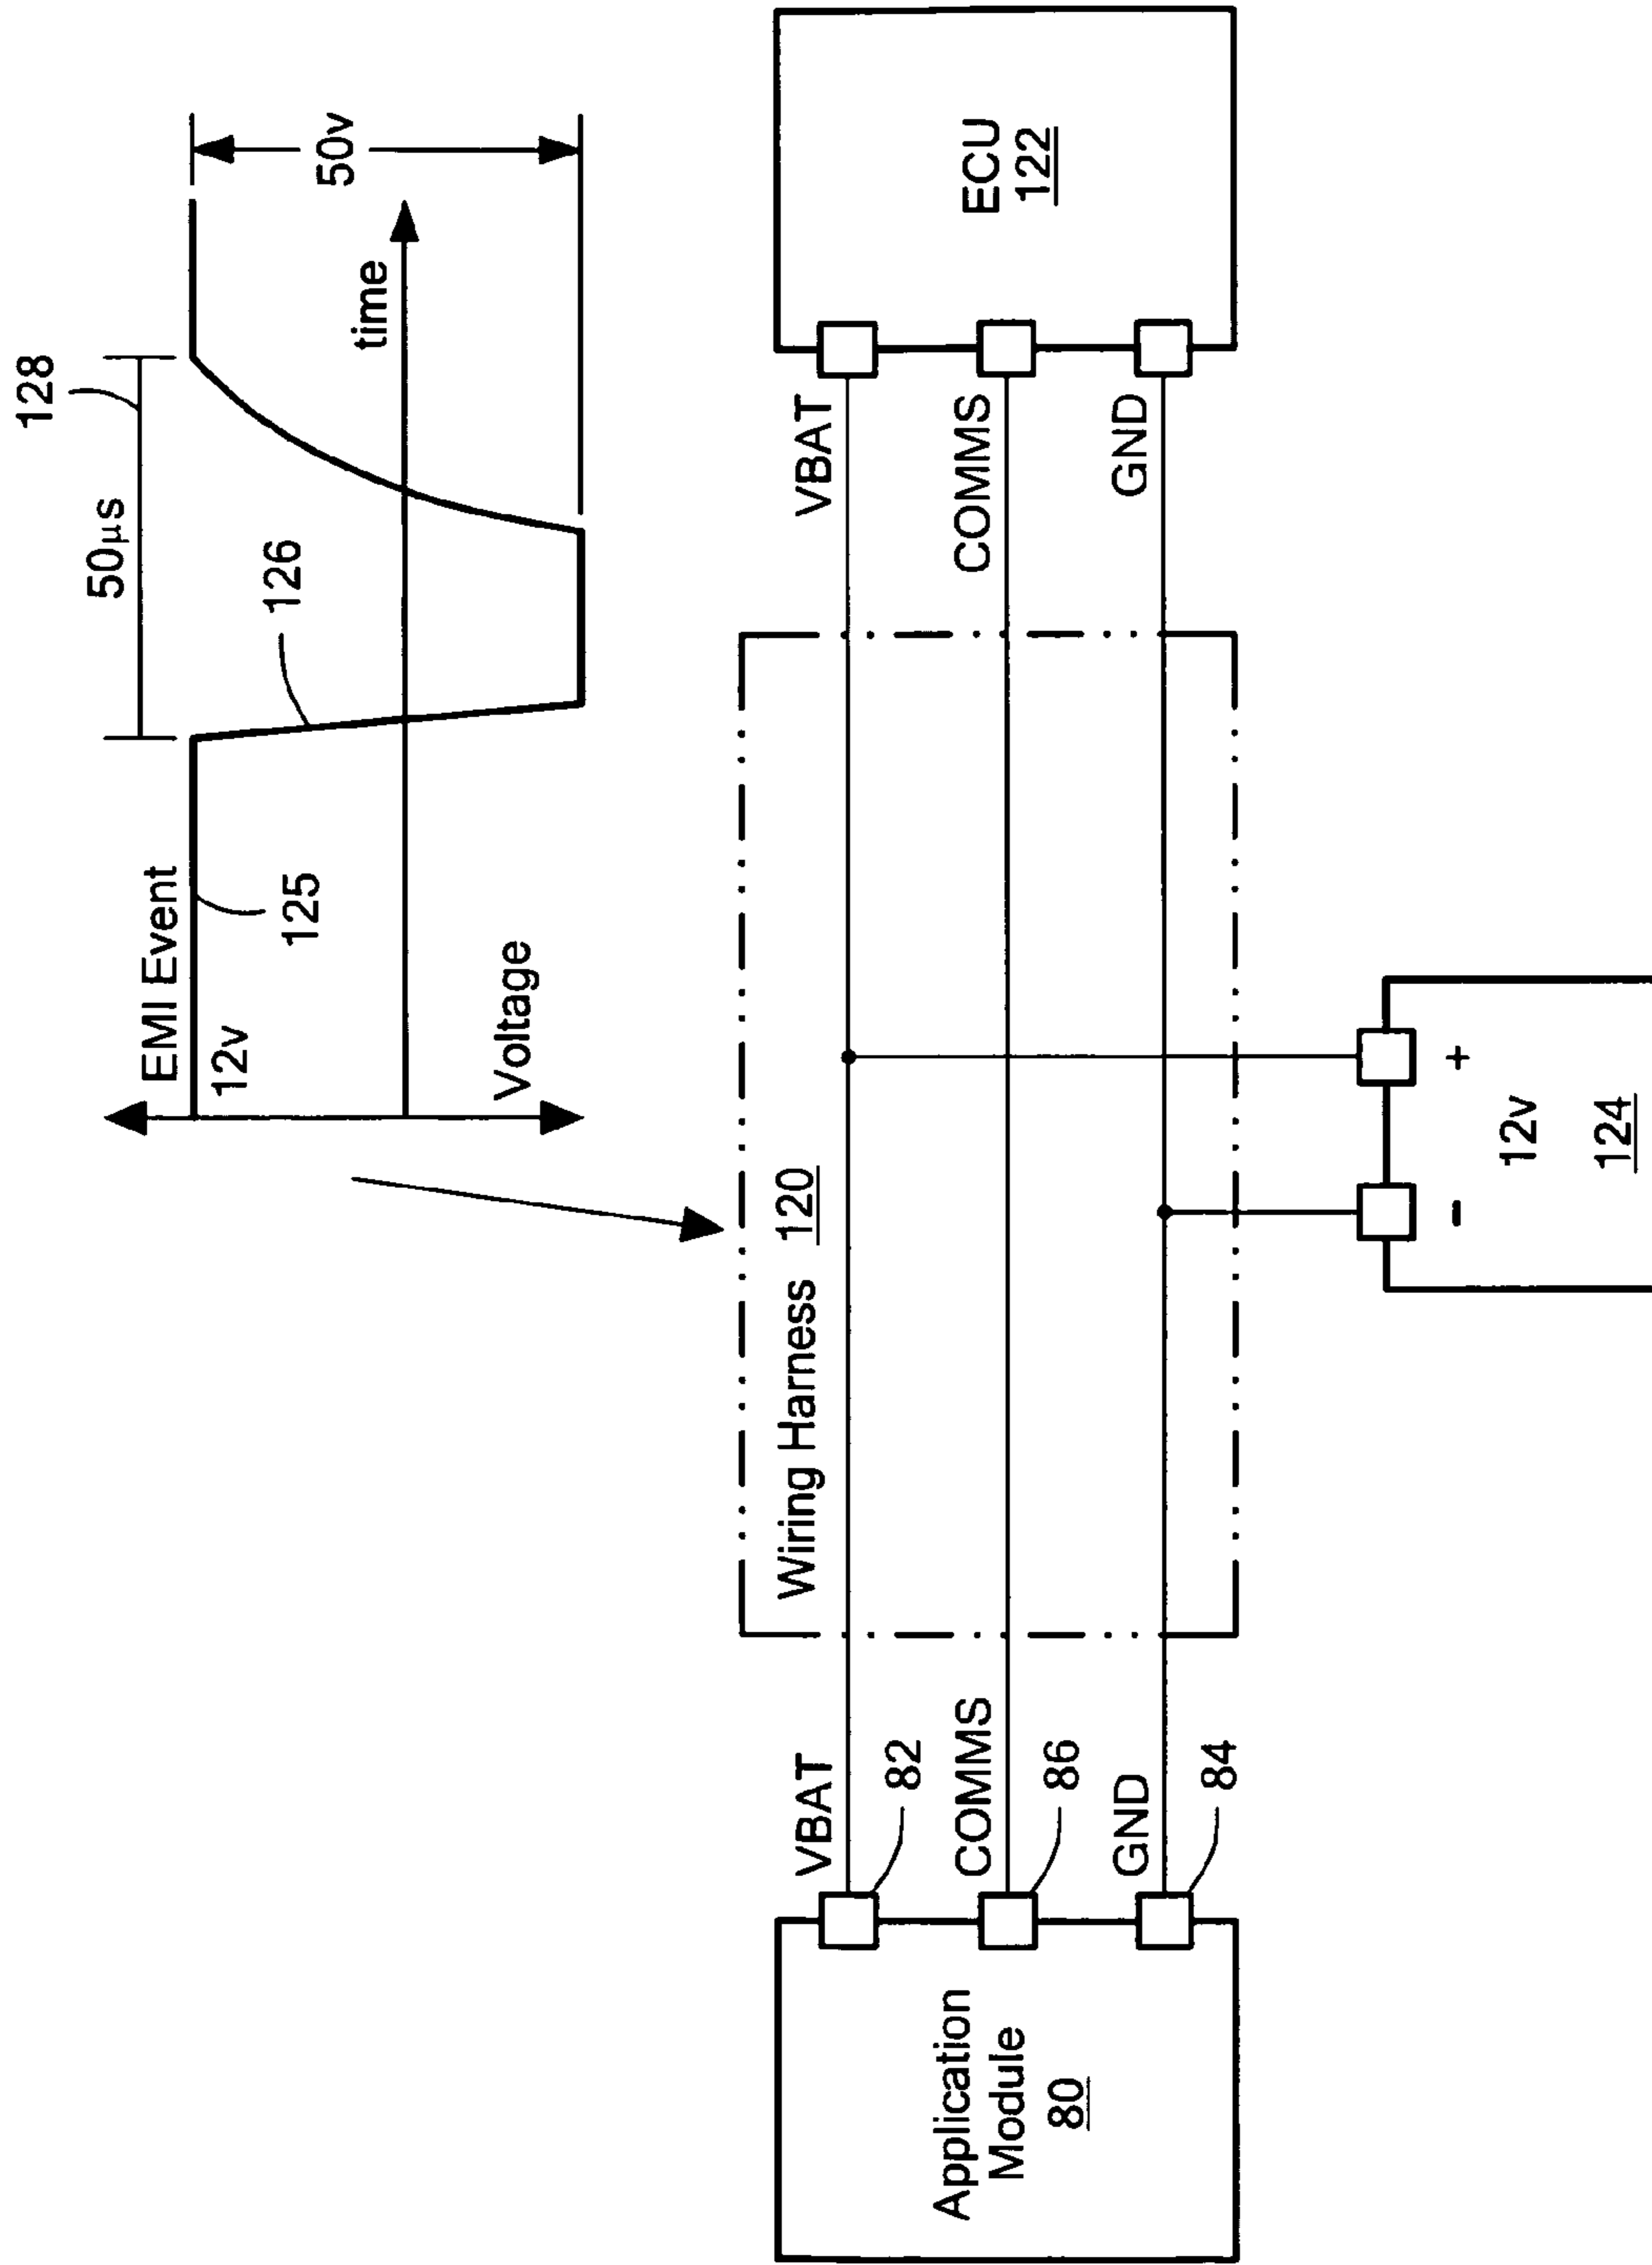 128
50µs
EMI Event
12v
125
126
50v
time
Voltage
Wiring Harness 120
Application
Module
80
VBAT
82
COMMS
86
GND
84
VBAT
COMMS
GND
ECU
122
- +
12v
124